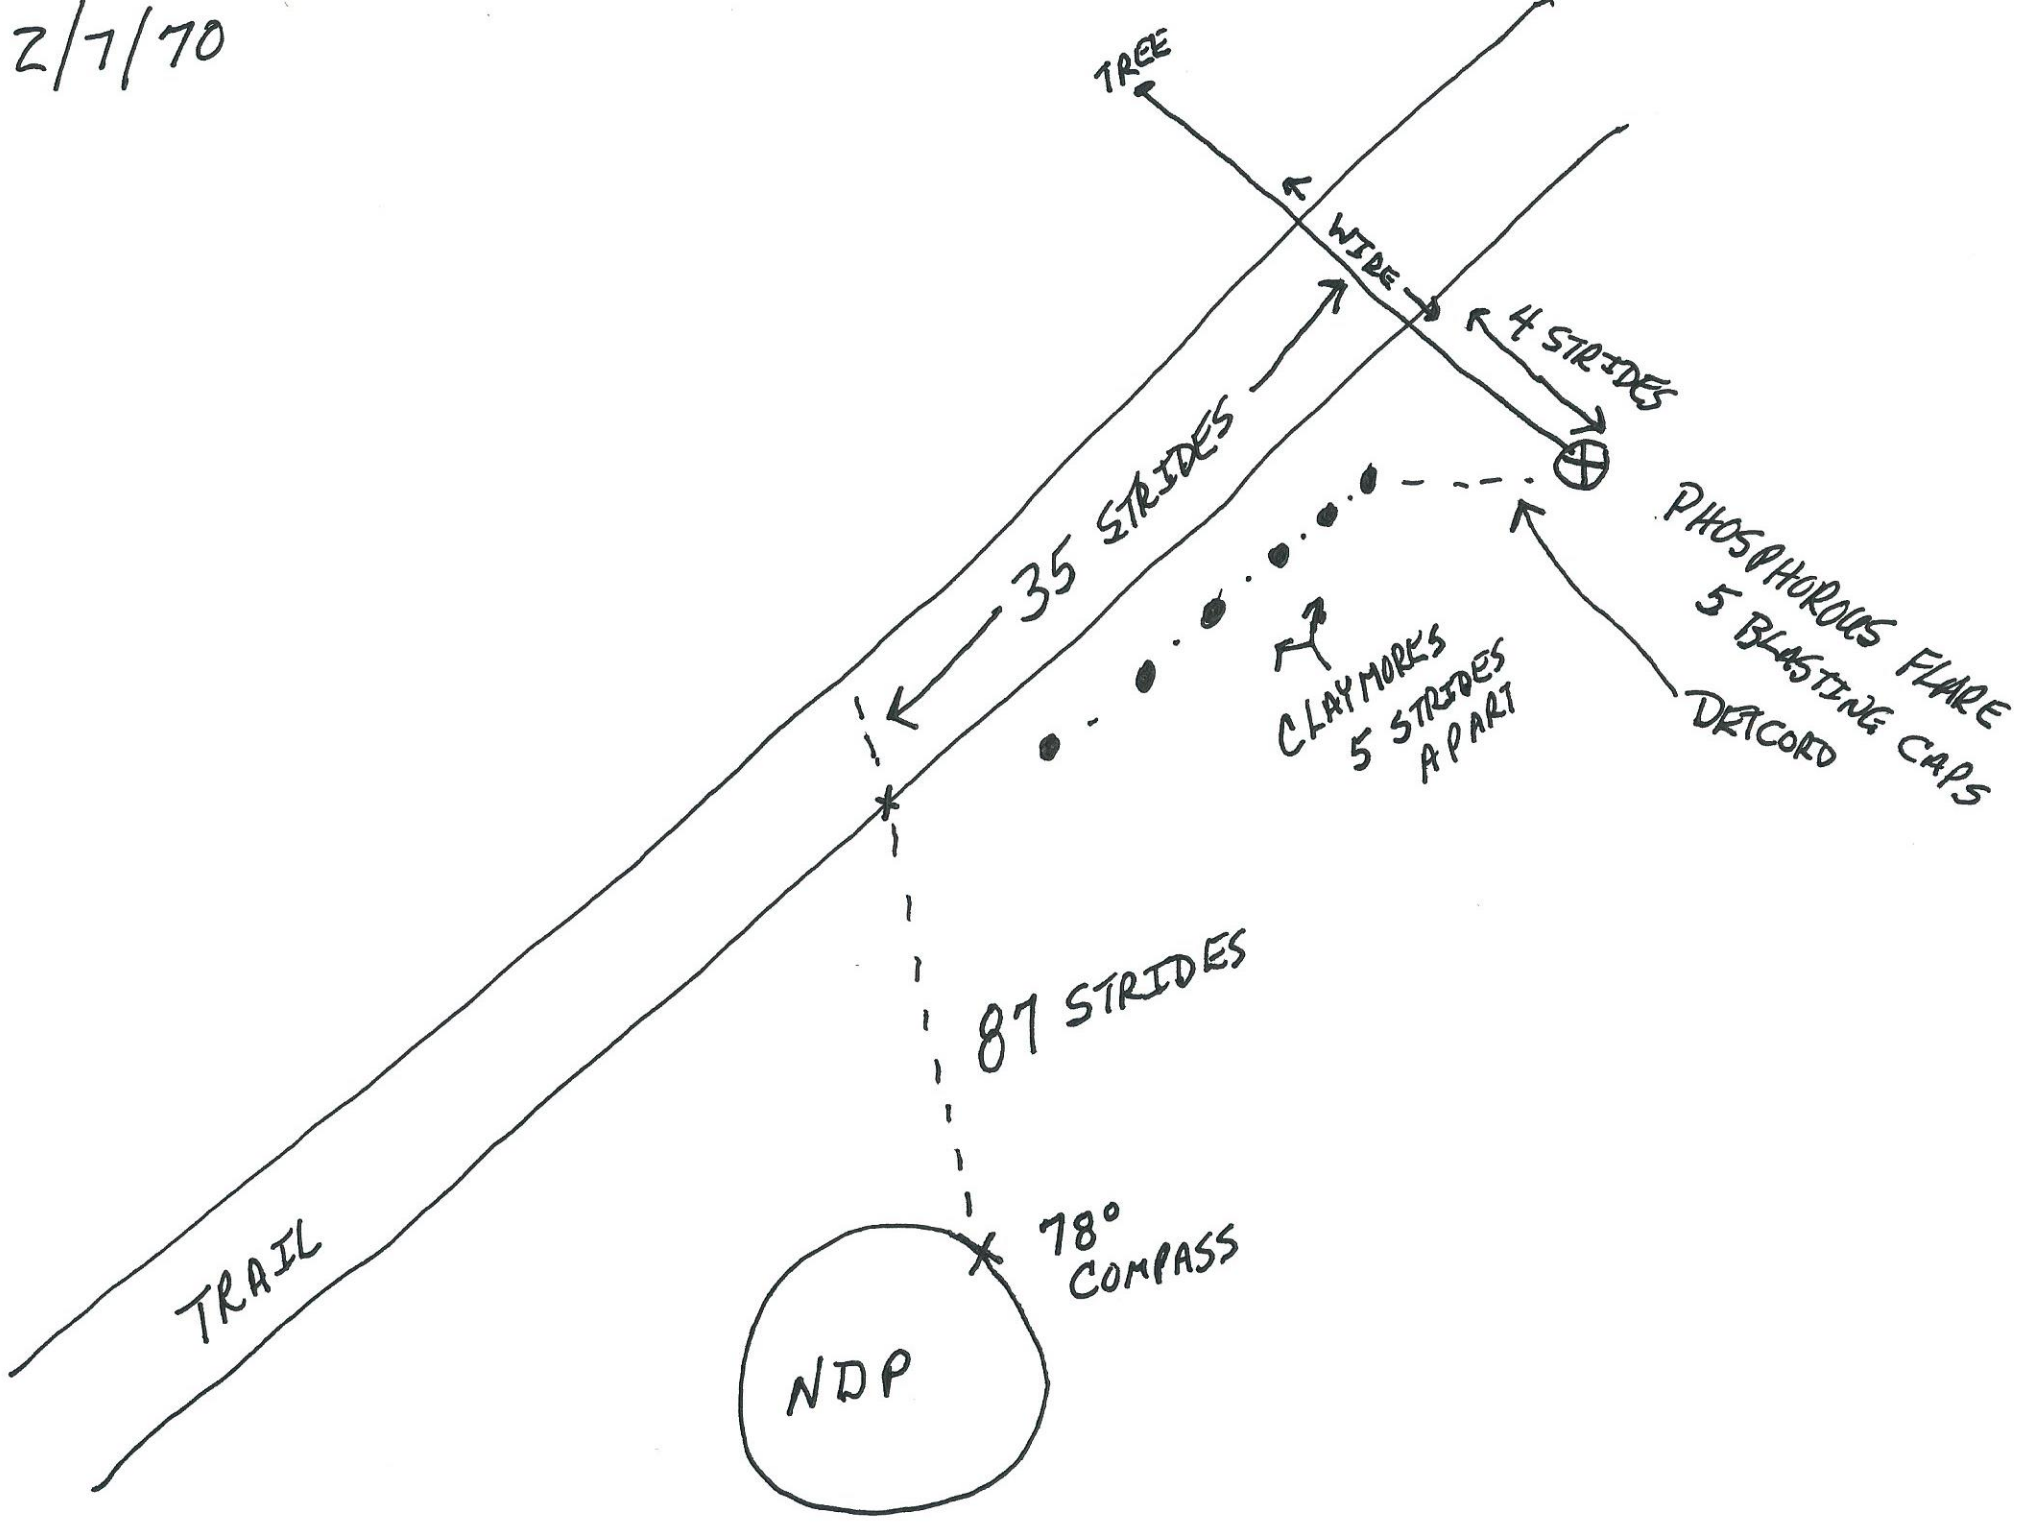 2/7/70
TREE
WIRE
4 STRIDES
35 STRIDES
PHOSPHOROUS FLARE
5 BLASTING CAPS
CLAYMORES
5 STRIDES
APART
DETCORD
87 STRIDES
78°
COMPASS
TRAIL
NDP